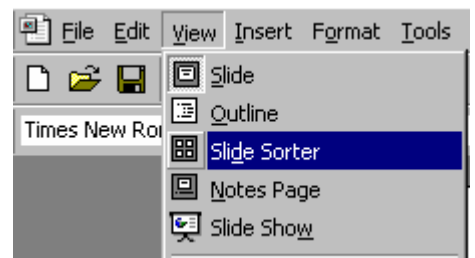 File Edit View Insert Format Tools
Slide
Outline
Times New Ro
Slide Sorter
Notes Page
Slide Show